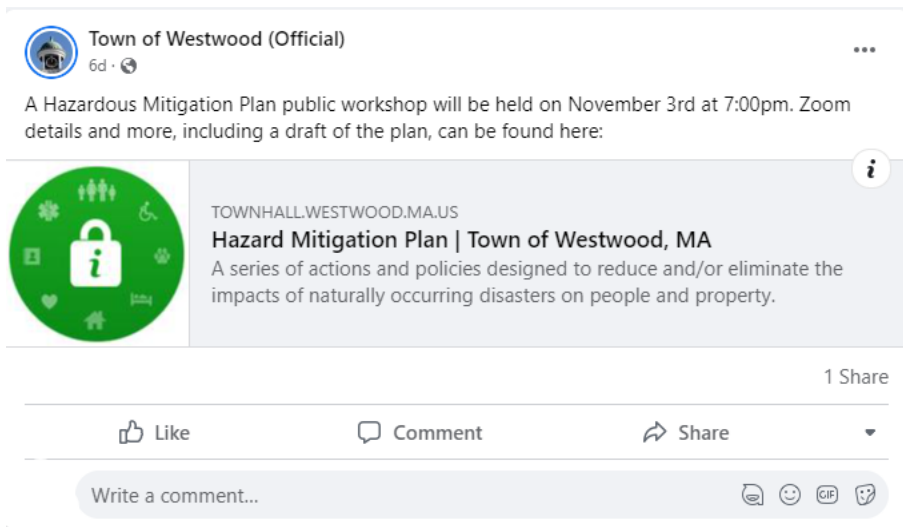 Town of Westwood (Official)
6d ·
A Hazardous Mitigation Plan public workshop will be held on November 3rd at 7:00pm. Zoom
details and more, including a draft of the plan, can be found here:
i
i
TOWNHALL.WESTWOOD.MA.US
Hazard Mitigation Plan | Town of Westwood, MA
A series of actions and policies designed to reduce and/or eliminate the
impacts of naturally occurring disasters on people and property.
1 Share
Like Comment Share
Write a comment...
GIF